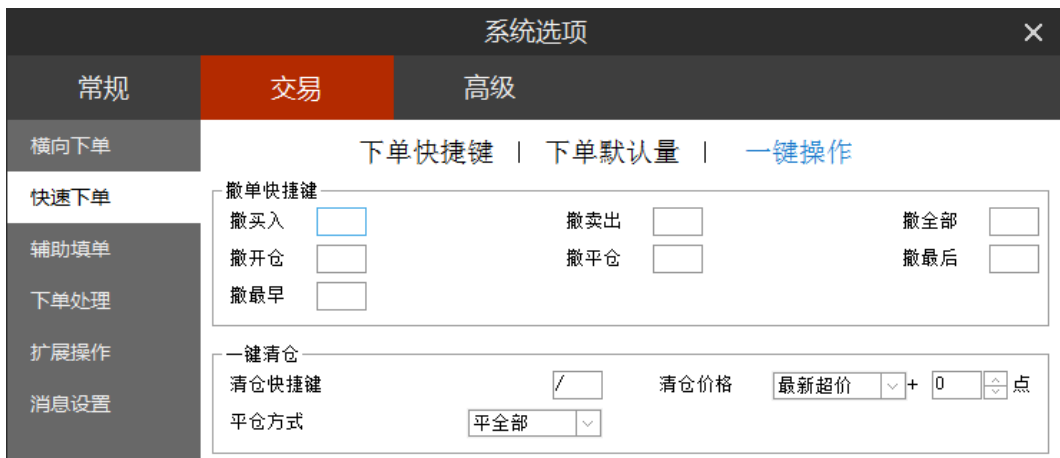 系统选项
常规 交易 高级
横向下单
快速下单
辅助填单
下单处理
扩展操作
消息设置
下单快捷键 | 下单默认量 | 一键操作
撤单快捷键
撤买入 撤卖出 撤全部
撤开仓 撤平仓 撤最后
撤最早
一键清仓
清仓快捷键 / 清仓价格 最新超价 + 0 点
平仓方式 平全部